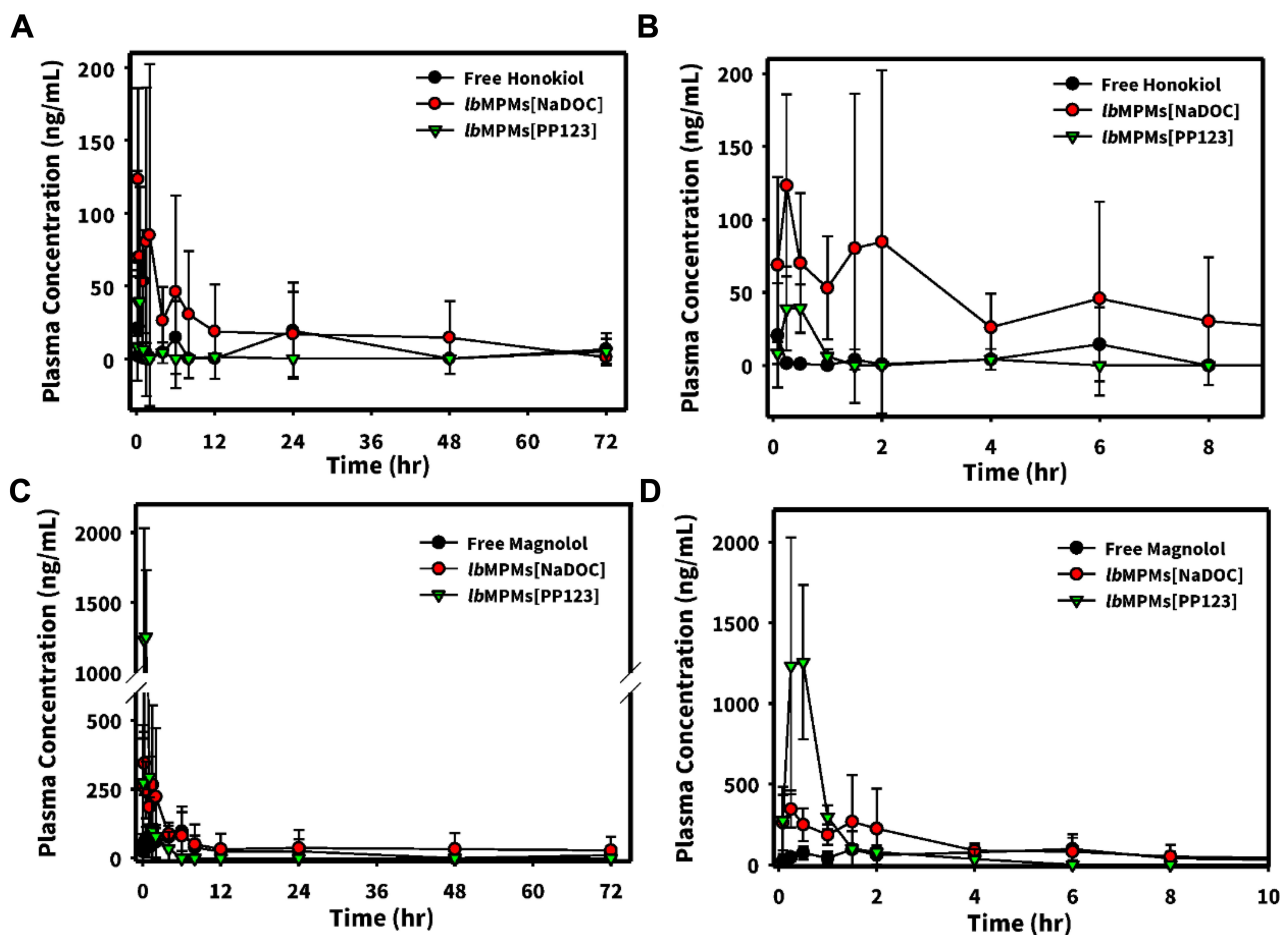 A
Plasma Concentration (ng/mL)
200
150
100
50
0
Free Honokiol
lbMPMs[NaDOC]
lbMPMs[PP123]
0 12 24 36 48 60 72
Time (hr)
B
Plasma Concentration (ng/mL)
200
150
100
50
0
Free Honokiol
lbMPMs[NaDOC]
lbMPMs[PP123]
0 2 4 6 8
Time (hr)
C
Plasma Concentration (ng/mL)
2000
1500
1000
500
250
0
Free Magnolol
lbMPMs[NaDOC]
lbMPMs[PP123]
0 12 24 36 48 60 72
Time (hr)
D
Plasma Concentration (ng/mL)
2000
1500
1000
500
0
Free Magnolol
lbMPMs[NaDOC]
lbMPMs[PP123]
0 2 4 6 8 10
Time (hr)